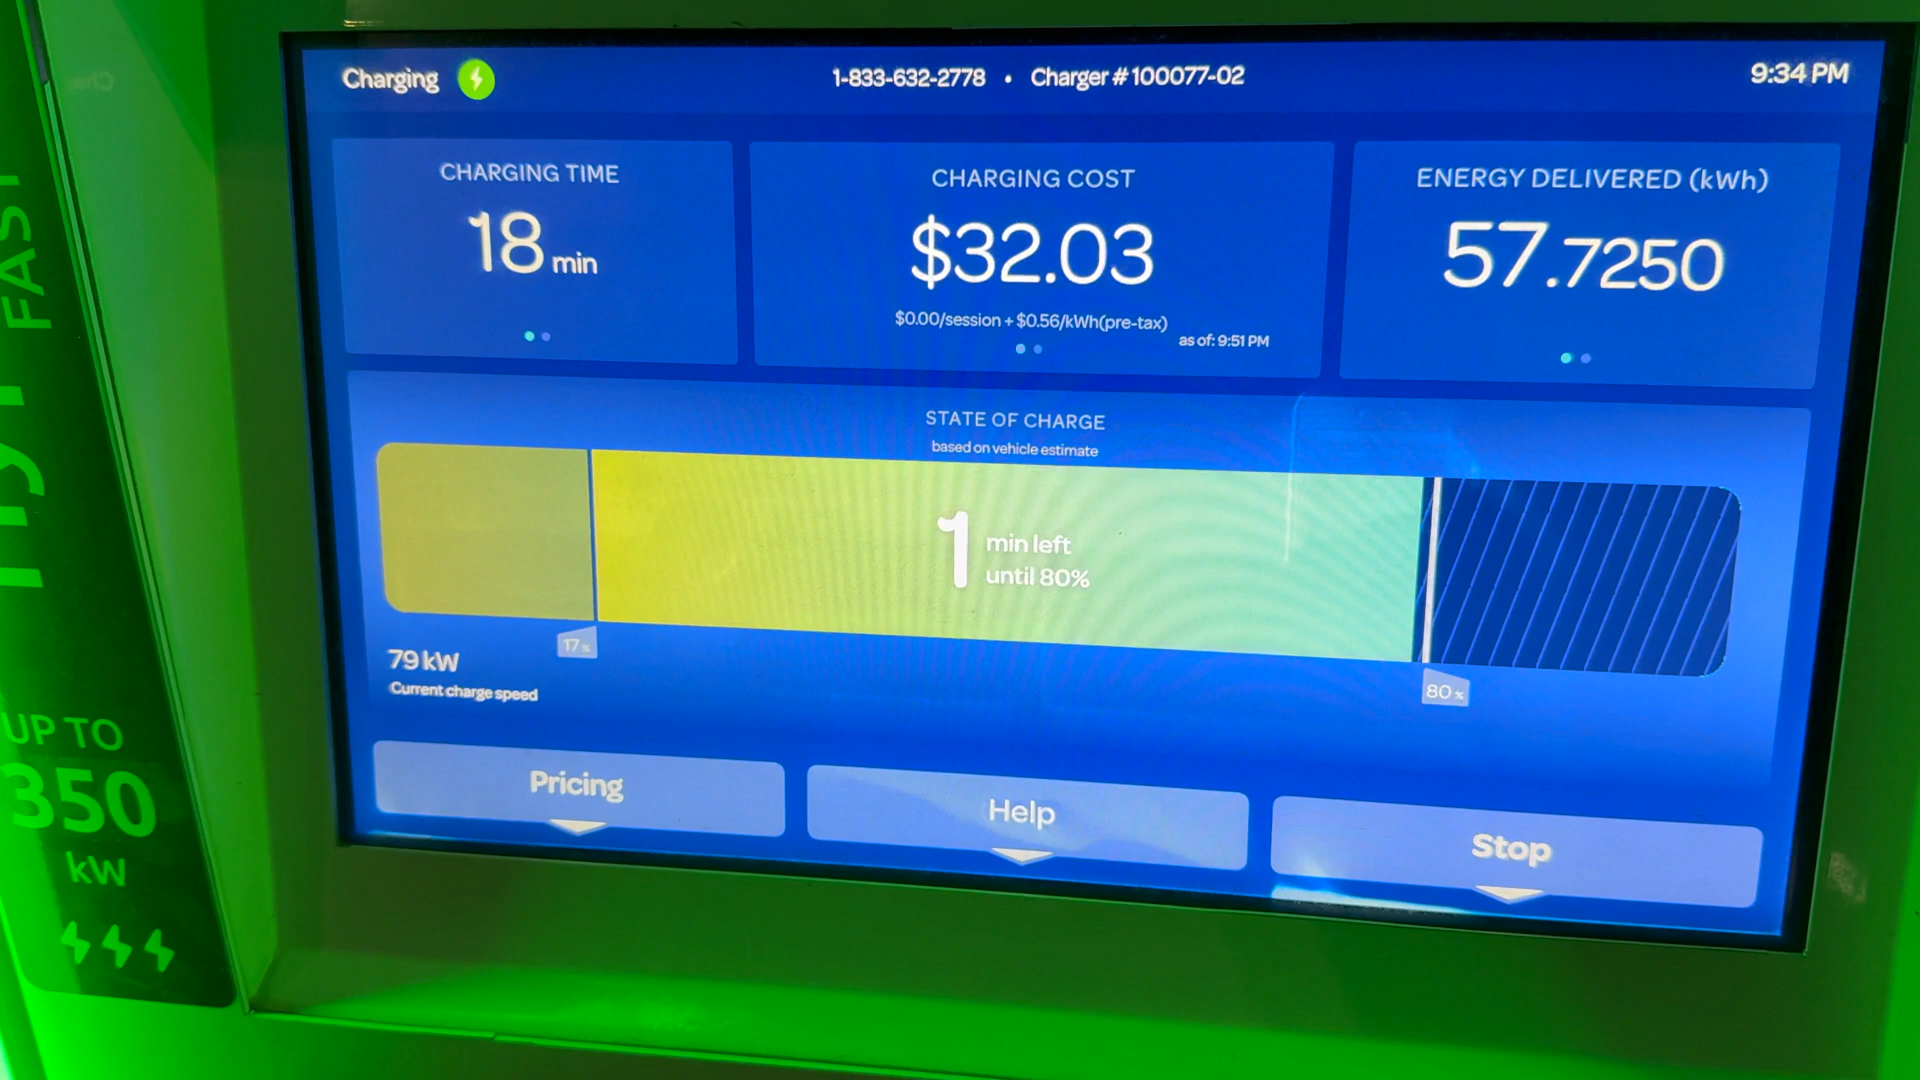 Charging
1-833-632-2778 • Charger # 100077-02
9:34 PM
CHARGING TIME
18 min
CHARGING COST
$32.03
$0.00/session + $0.56/kWh(pre-tax)
as of: 9:51 PM
ENERGY DELIVERED (kWh)
57.7250
STATE OF CHARGE
based on vehicle estimate
1 min left
until 80%
17%
80%
79 kW
Current charge speed
Pricing
Help
Stop
FAST
UP TO
350
kW